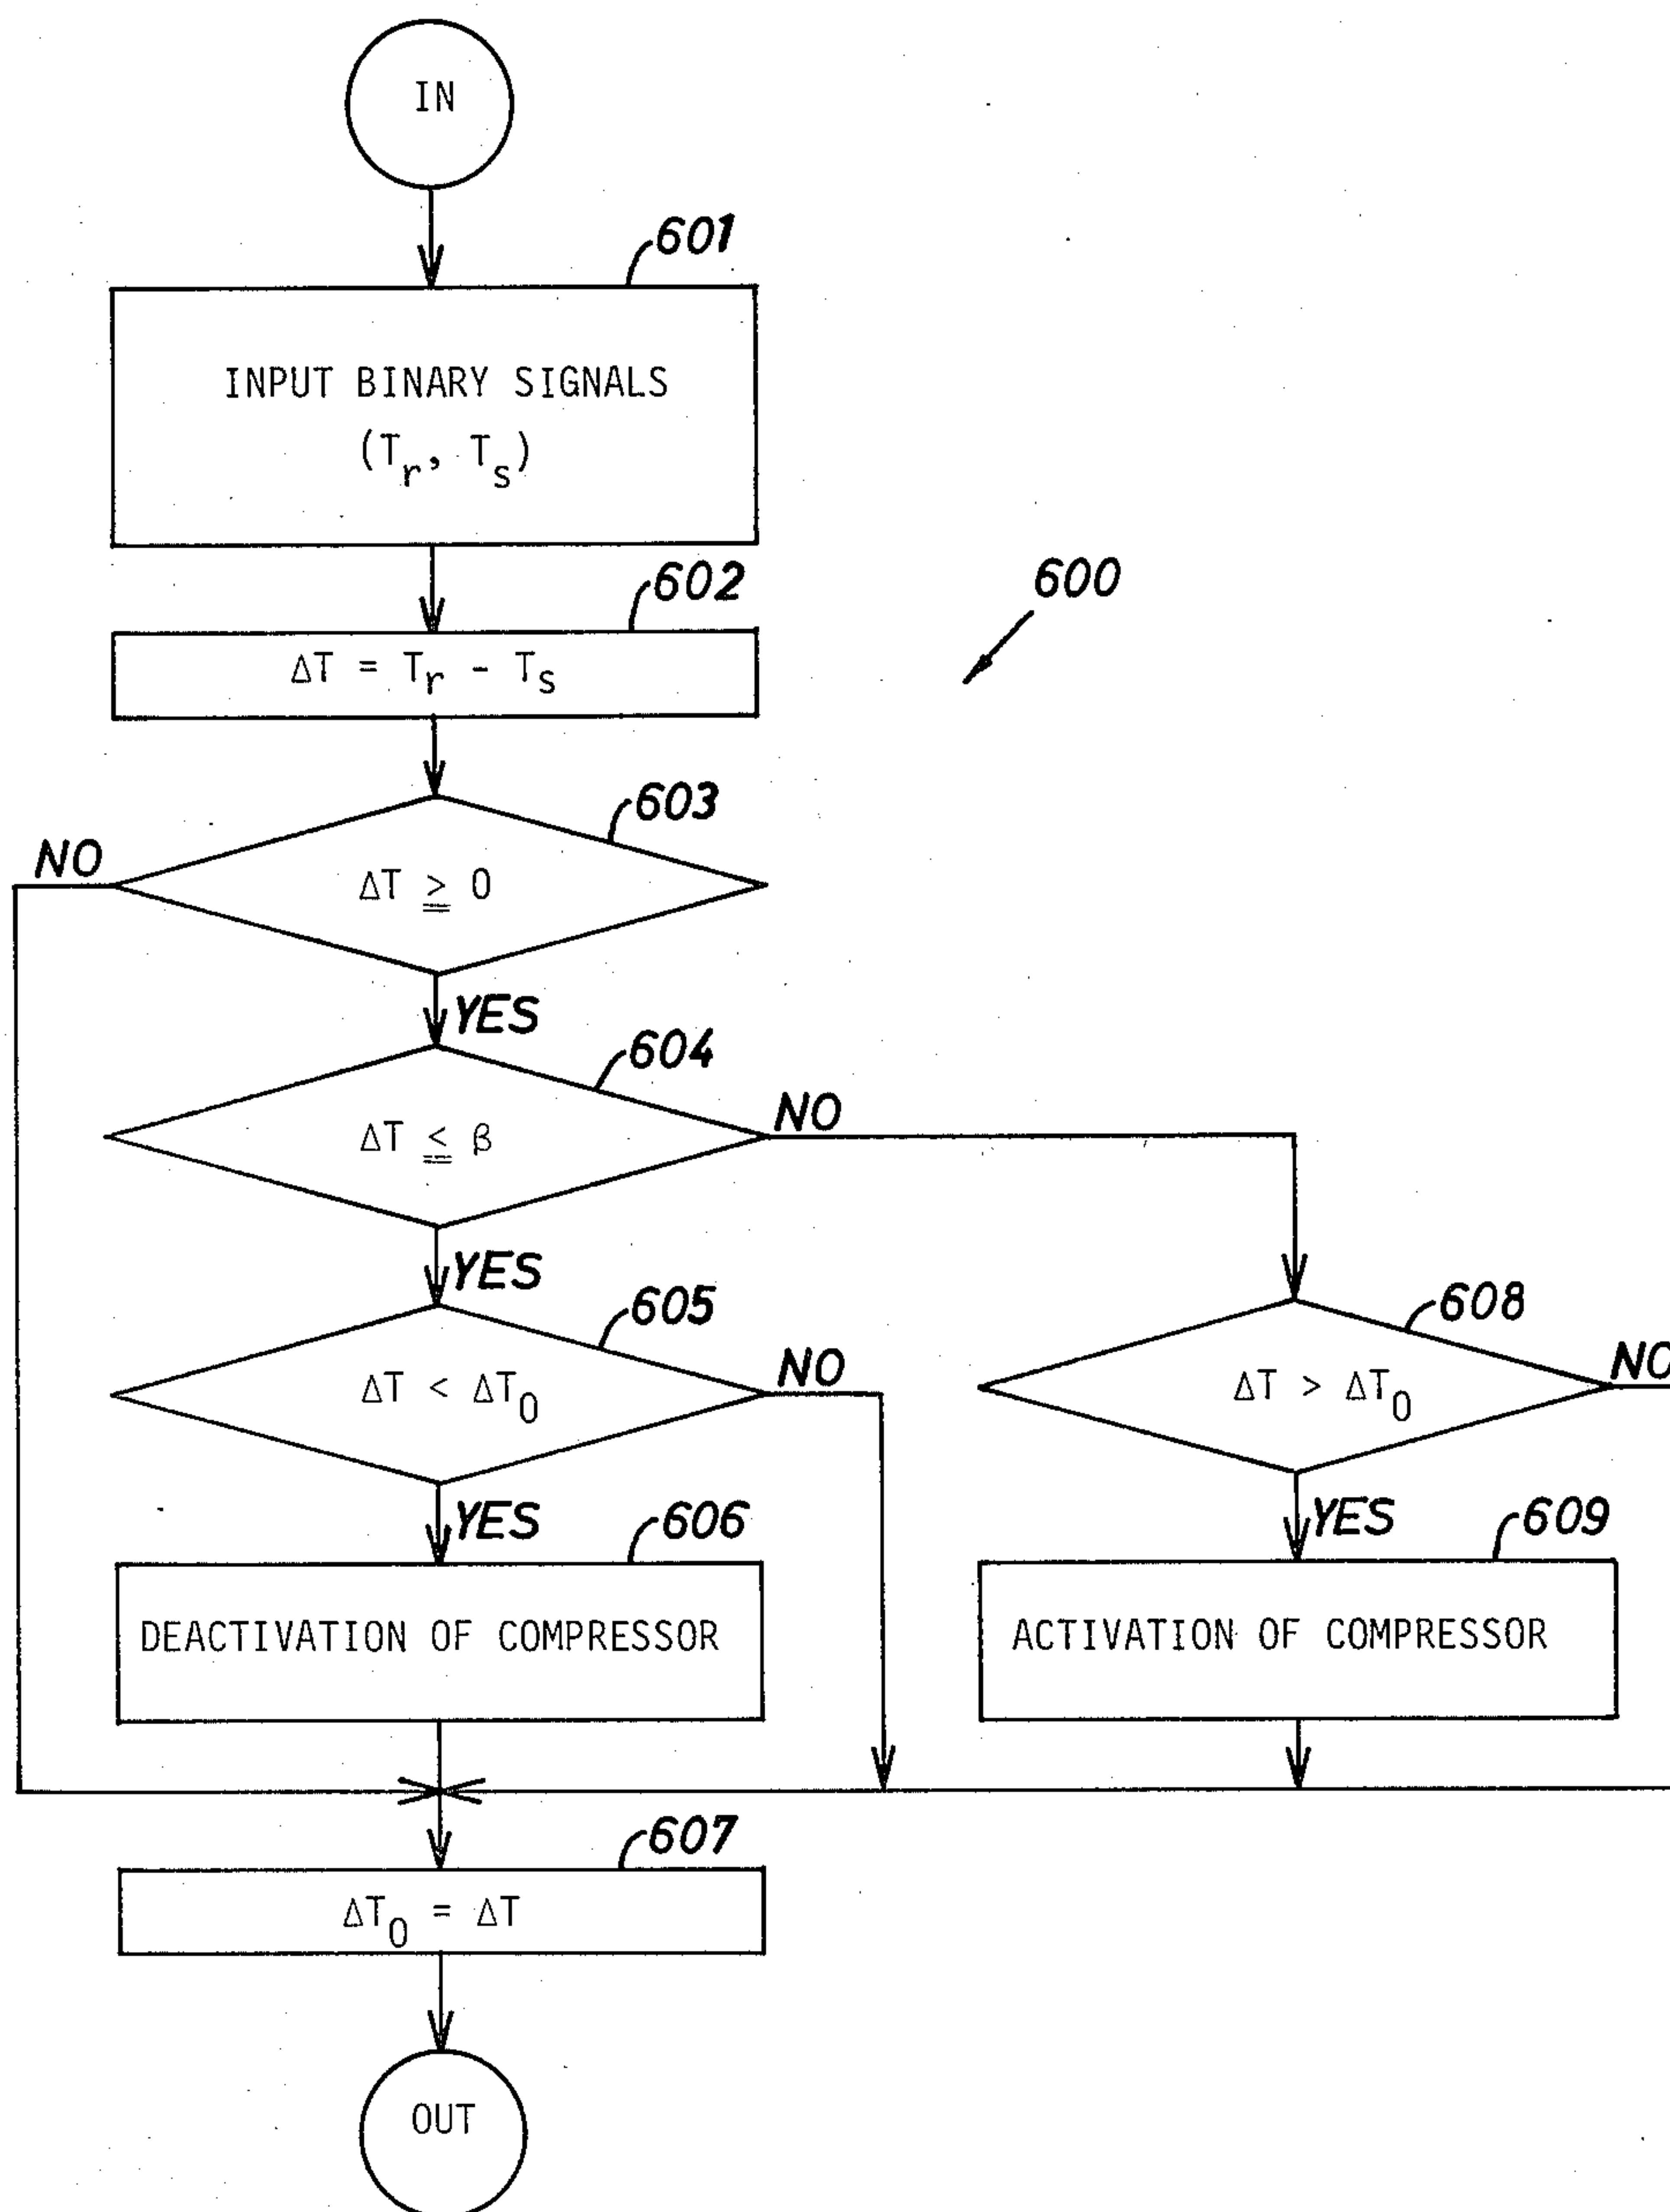 IN
601
INPUT BINARY SIGNALS
(Tr, Ts)
602
ΔT = Tr - Ts
600
603
NO
ΔT ≧ 0
YES
604
NO
ΔT ≦ β
YES
605
608
NO
NO
ΔT < ΔT0
ΔT > ΔT0
YES
606
YES
609
DEACTIVATION OF COMPRESSOR
ACTIVATION OF COMPRESSOR
607
ΔT0 = ΔT
OUT